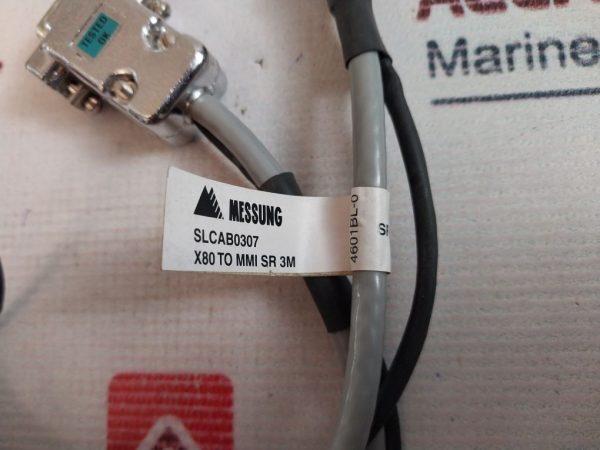 TESTED
OK
Marine
MESSUNG
SLCAB0307
X80 TO MMI SR 3M
4601BL-0